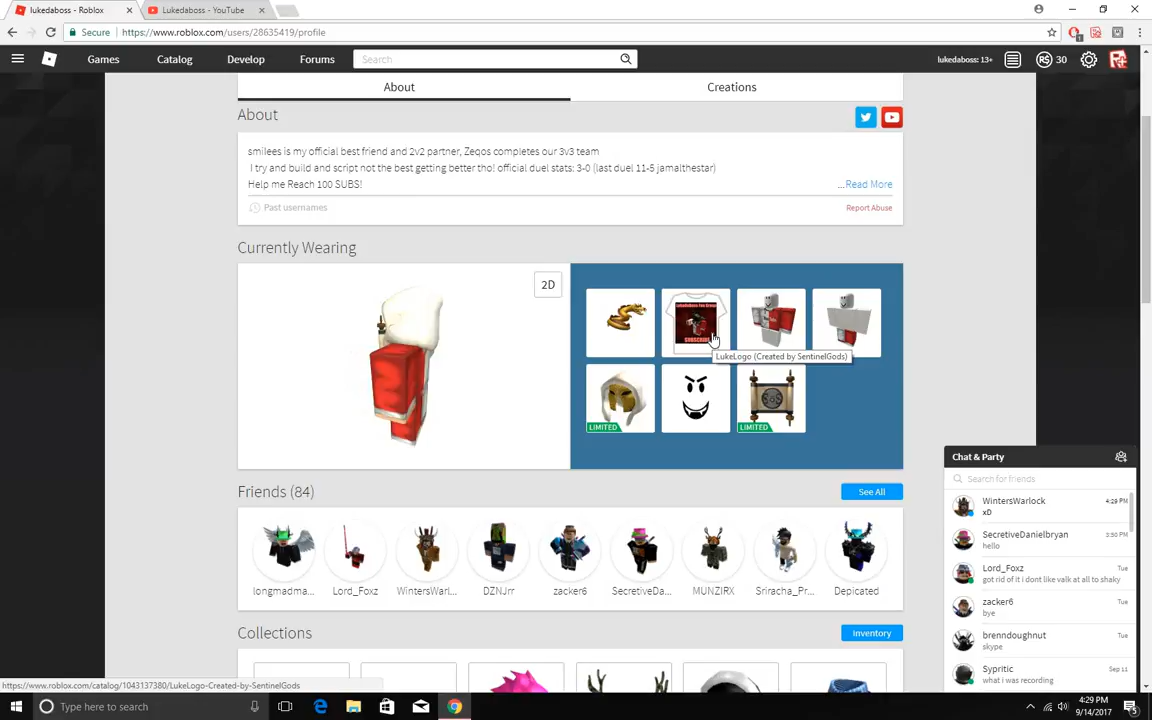 lukedaboss - Roblox
Lukedaboss - YouTube
Secure
https://www.roblox.com/users/28635419/profile
Games
Catalog
Develop
Forums
Search
lukedaboss: 13+
R$ 30
About
Creations
About
smilees is my official best friend and 2v2 partner, Zeqos completes our 3v3 team
I try and build and script not the best getting better tho! official duel stats: 3-0 (last duel 11-5 jamalthestar)
Help me Reach 100 SUBS!
...Read More
Past usernames
Report Abuse
Currently Wearing
2D
SUBSCRIBE
LukeLogo (Created by SentinelGods)
LIMITED
LIMITED
Friends (84)
See All
longmadma...
Lord_Foxz
WintersWarl...
DZNJrr
zacker6
SecretiveDa...
MUNZIRX
Sriracha_Pr...
Depicated
Collections
Inventory
Chat & Party
Search for friends
WintersWarlock
4:29 PM
xD
SecretiveDanielbryan
3:50 PM
hello
Lord_Foxz
Tue
got rid of it i dont like valk at all to shaky
zacker6
Tue
bye
brenndoughnut
Tue
skype
Sypritic
Sep 11
what i was recording
https://www.roblox.com/catalog/1043137380/LukeLogo-Created-by-SentinelGods
Type here to search
4:29 PM
9/14/2017